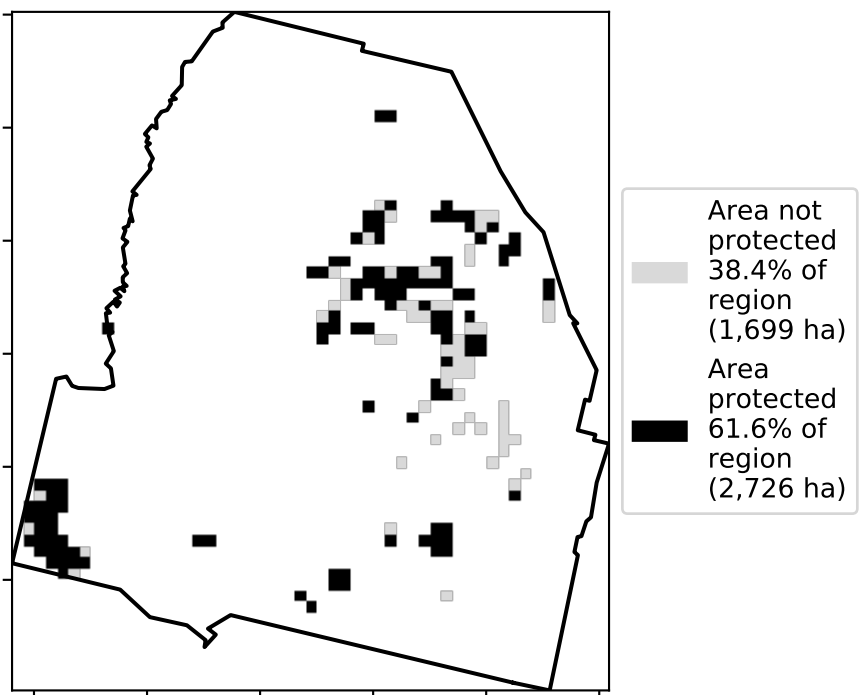 Area not
protected
38.4% of
region
(1,699 ha)
Area
protected
61.6% of
region
(2,726 ha)